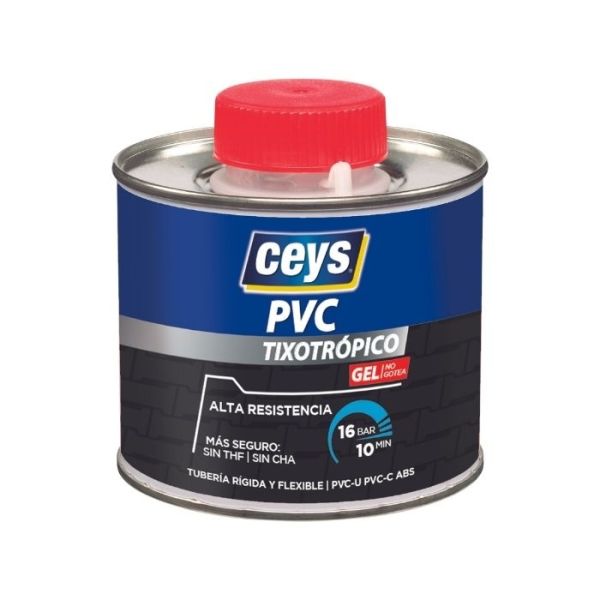 ceys
PVC
TIXOTRÓPICO
GEL NO GOTEA
ALTA RESISTENCIA
16 BAR
10 MIN
MÁS SEGURO:
SIN THF | SIN CHA
TUBERÍA RÍGIDA Y FLEXIBLE | PVC-U PVC-C ABS